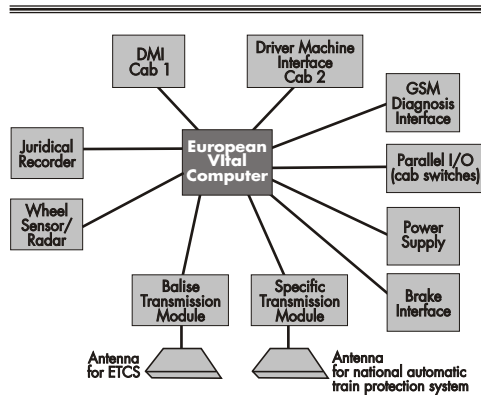 DMI
Cab 1
Driver Machine
Interface
Cab 2
GSM
Diagnosis
Interface
Juridical
Recorder
European
Vital
Computer
Parallel I/O
(cab switches)
Wheel
Sensor/
Radar
Power
Supply
Balise
Transmission
Module
Specific
Transmission
Module
Brake
Interface
Antenna
for ETCS
Antenna
for national automatic
train protection system